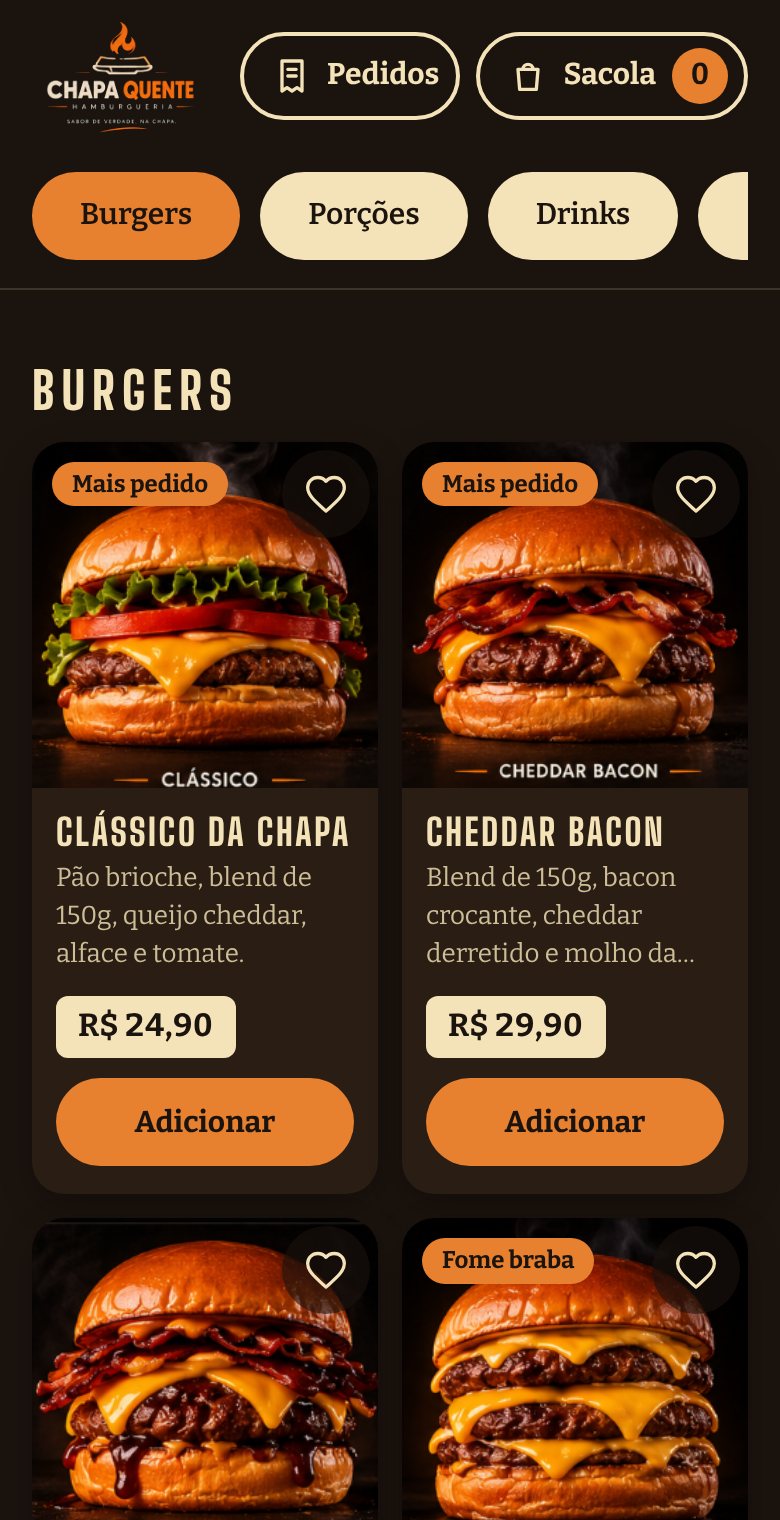 CHAPA QUENTE
HAMBURGUERIA
SABOR DE VERDADE. NA CHAPA.
Pedidos
Sacola 0
Burgers Porções Drinks
BURGERS
Mais pedido
CLÁSSICO
CLÁSSICO DA CHAPA
Pão brioche, blend de
150g, queijo cheddar,
alface e tomate.
R$ 24,90
Adicionar
Mais pedido
CHEDDAR BACON
CHEDDAR BACON
Blend de 150g, bacon
crocante, cheddar
derretido e molho da...
R$ 29,90
Adicionar
Fome braba